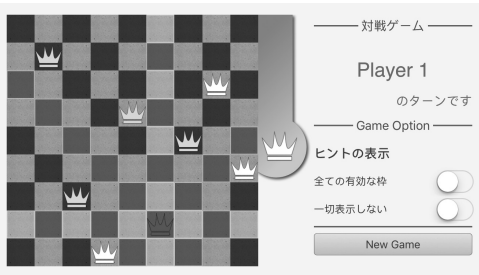 対戦ゲーム
Player 1
のターンです
Game Option
ヒントの表示
全ての有効な枠
一切表示しない
New Game